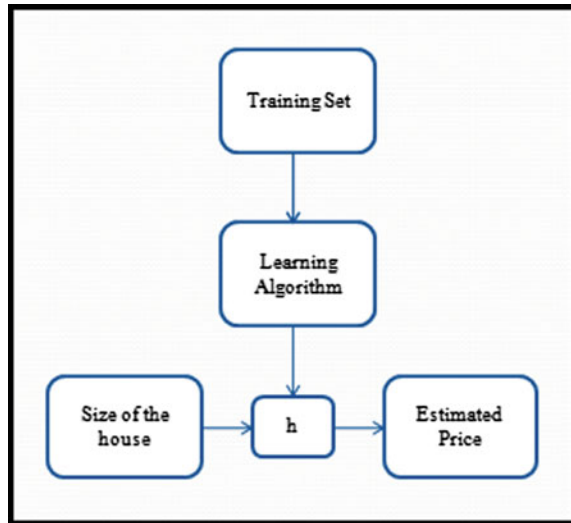 Training Set
Learning
Algorithm
Size of the
house
h
Estimated
Price